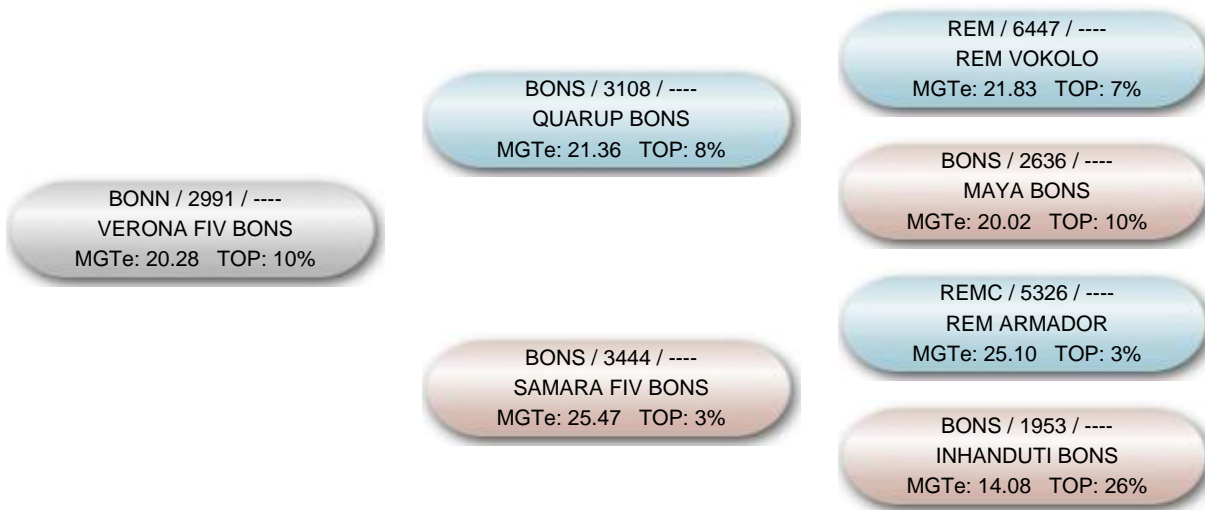 REM / 6447 / ----
REM VOKOLO
MGTe: 21.83 TOP: 7%
BONS / 3108 / ----
QUARUP BONS
MGTe: 21.36 TOP: 8%
BONS / 2636 / ----
MAYA BONS
MGTe: 20.02 TOP: 10%
BONN / 2991 / ----
VERONA FIV BONS
MGTe: 20.28 TOP: 10%
REMC / 5326 / ----
REM ARMADOR
MGTe: 25.10 TOP: 3%
BONS / 3444 / ----
SAMARA FIV BONS
MGTe: 25.47 TOP: 3%
BONS / 1953 / ----
INHANDUTI BONS
MGTe: 14.08 TOP: 26%